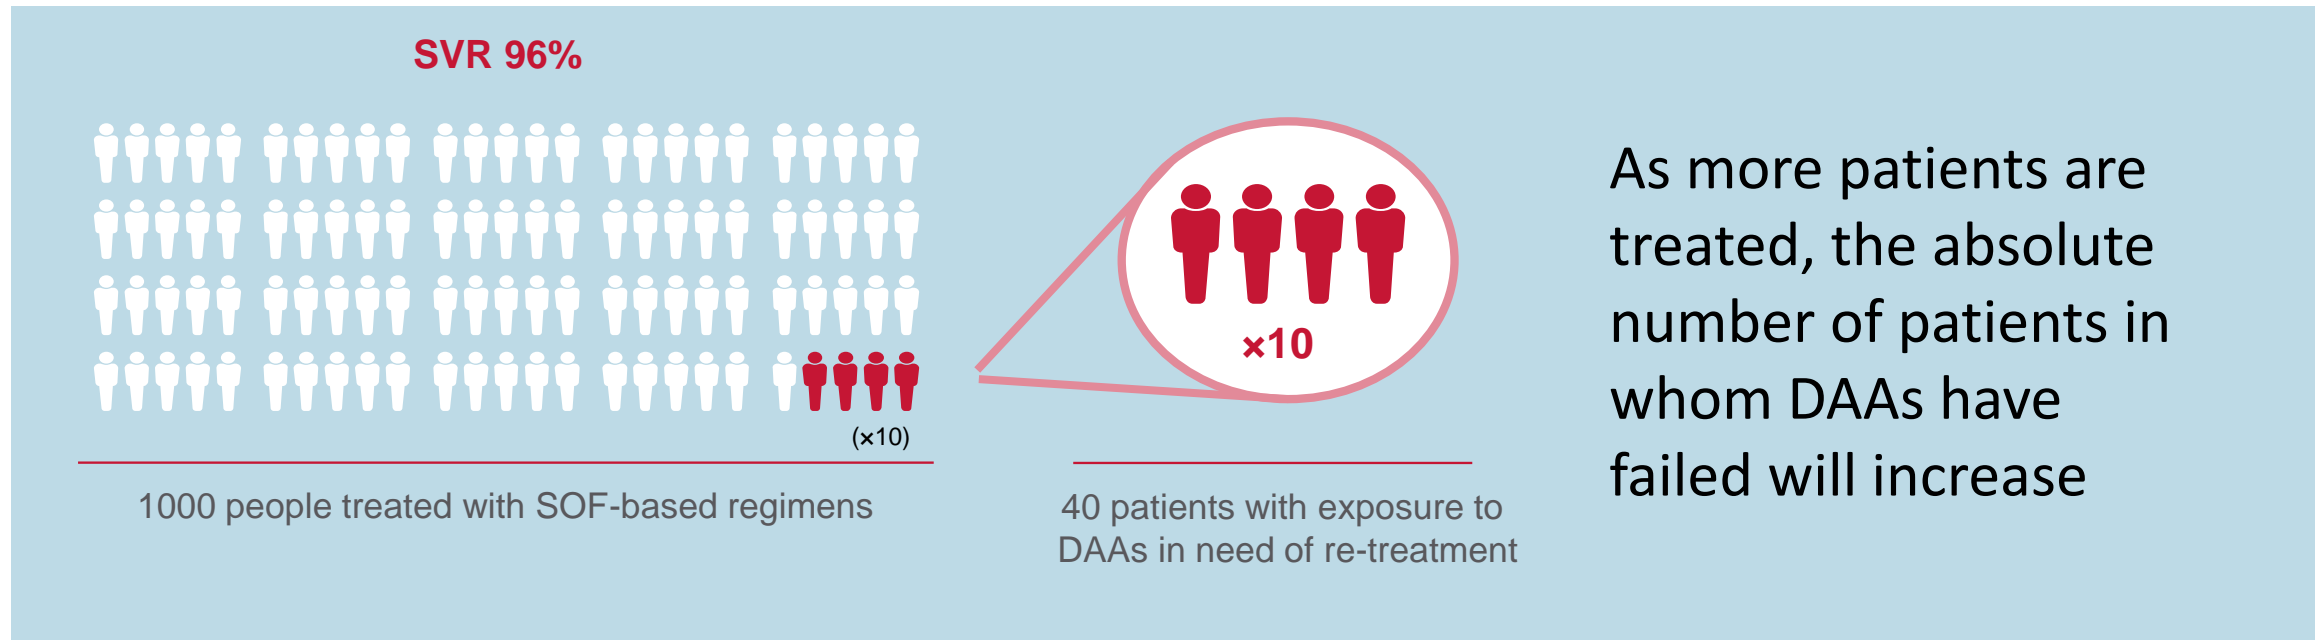 SVR 96%
(×10)
1000 people treated with SOF-based regimens
×10
40 patients with exposure to
DAAs in need of re-treatment
As more patients are
treated, the absolute
number of patients in
whom DAAs have
failed will increase